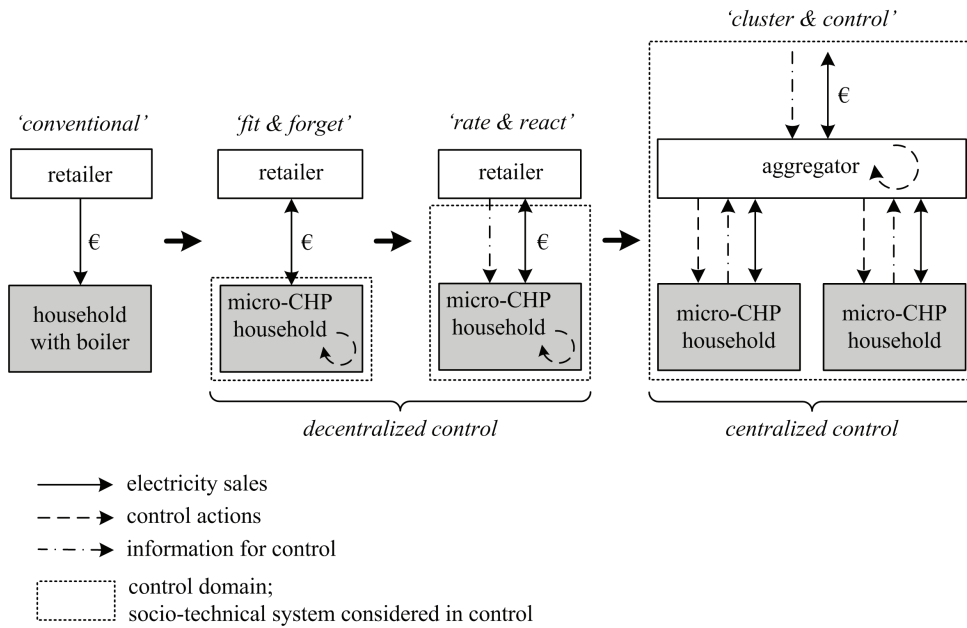 ‘conventional’
retailer
€
household
with boiler
‘fit & forget’
retailer
€
micro-CHP
household
‘rate & react’
retailer
€
micro-CHP
household
decentralized control
‘cluster & control’
€
aggregator
micro-CHP
household
micro-CHP
household
centralized control
electricity sales
control actions
information for control
control domain;
socio-technical system considered in control